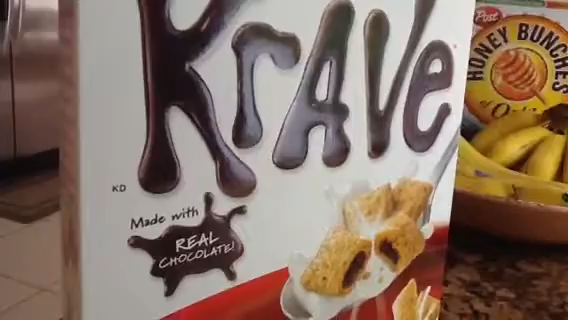 Krave
KD
Made with
REAL
CHOCOLATE!
Post
HONEY BUNCHES
of Oats